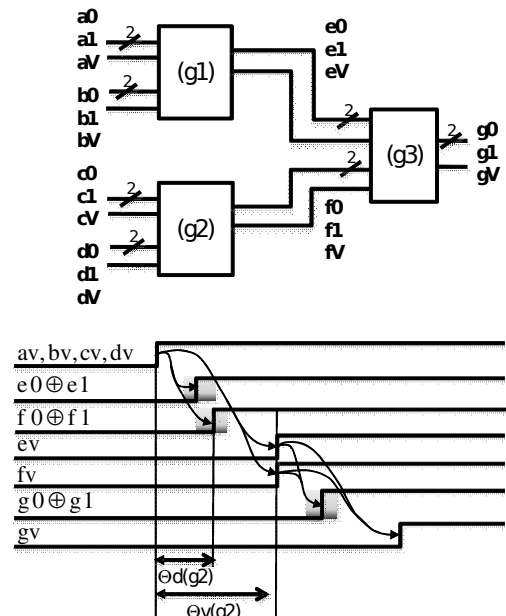 a0
a1
aV
2
b0
b1
bV
2
(g1)
e0
e1
eV
2
(g3)
2
g0
g1
gV
c0
c1
cV
2
d0
d1
dV
2
(g2)
2
f0
f1
fV
av,bv,cv,dv
e0⊕e1
f0⊕f1
ev
fv
g0⊕g1
gv
Θd(g2)
Θv(g2)